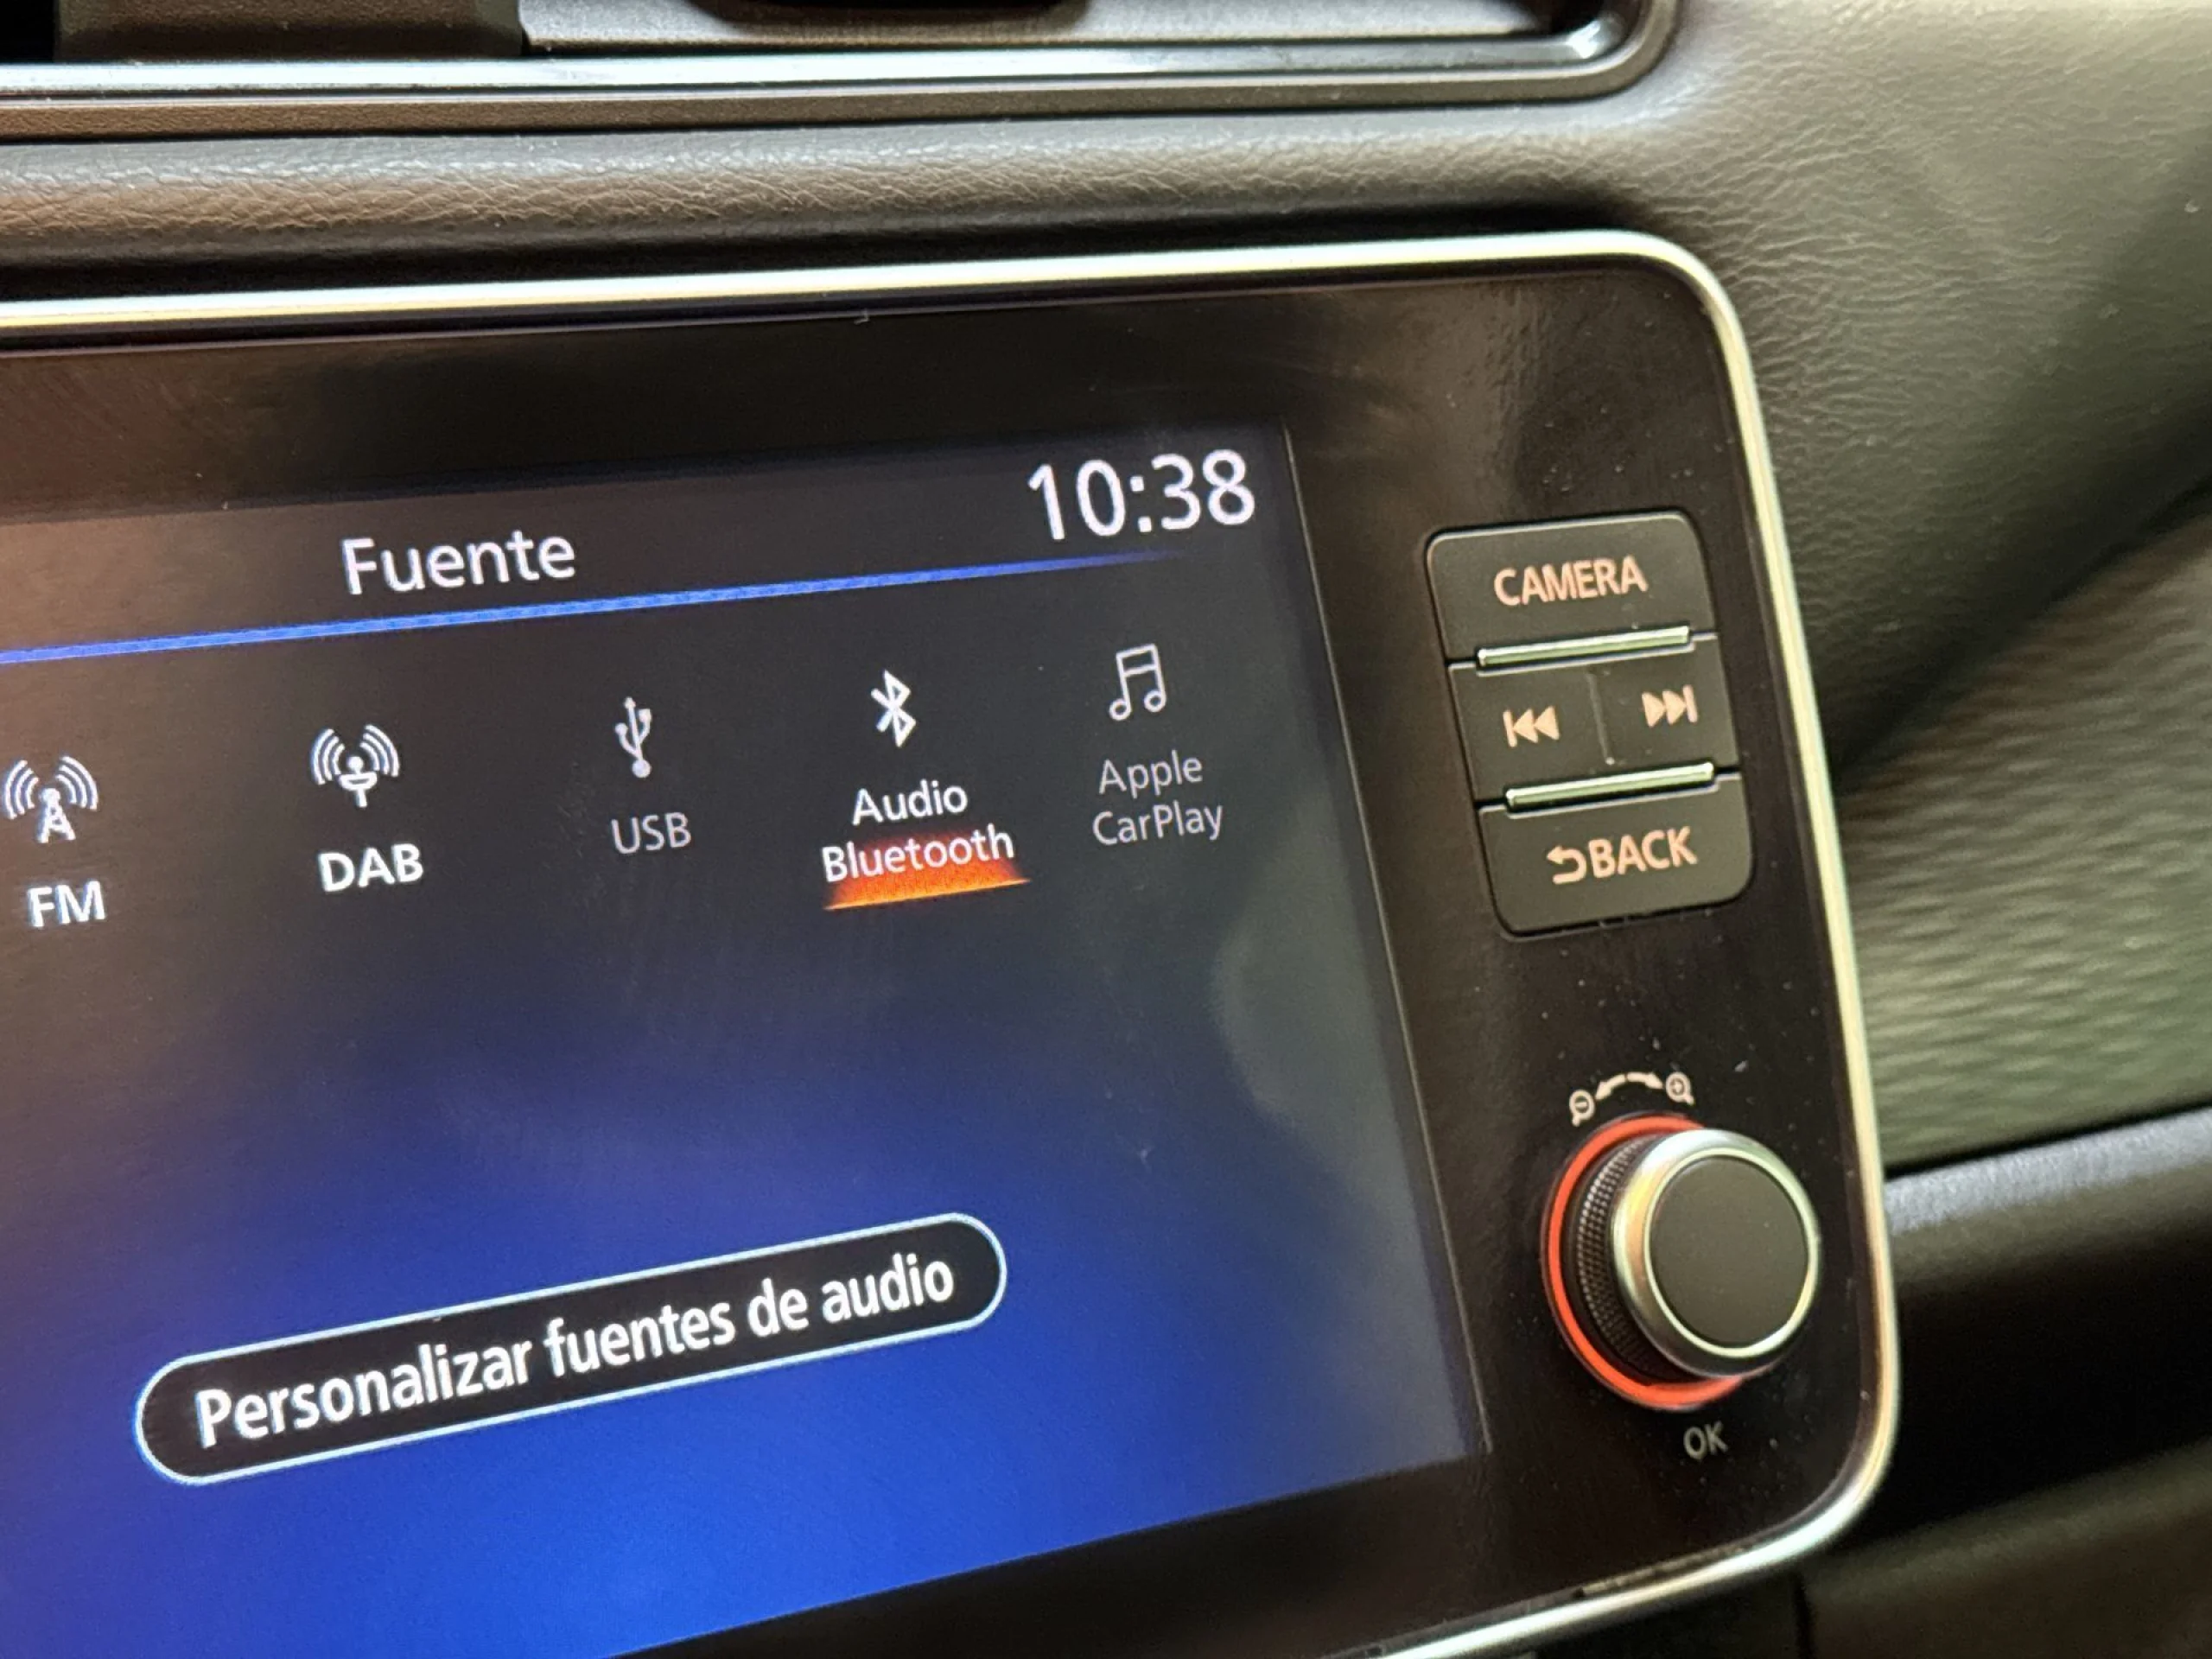 Fuente
10:38
FM
DAB
USB
Audio
Bluetooth
Apple
CarPlay
Personalizar fuentes de audio
CAMERA
BACK
OK